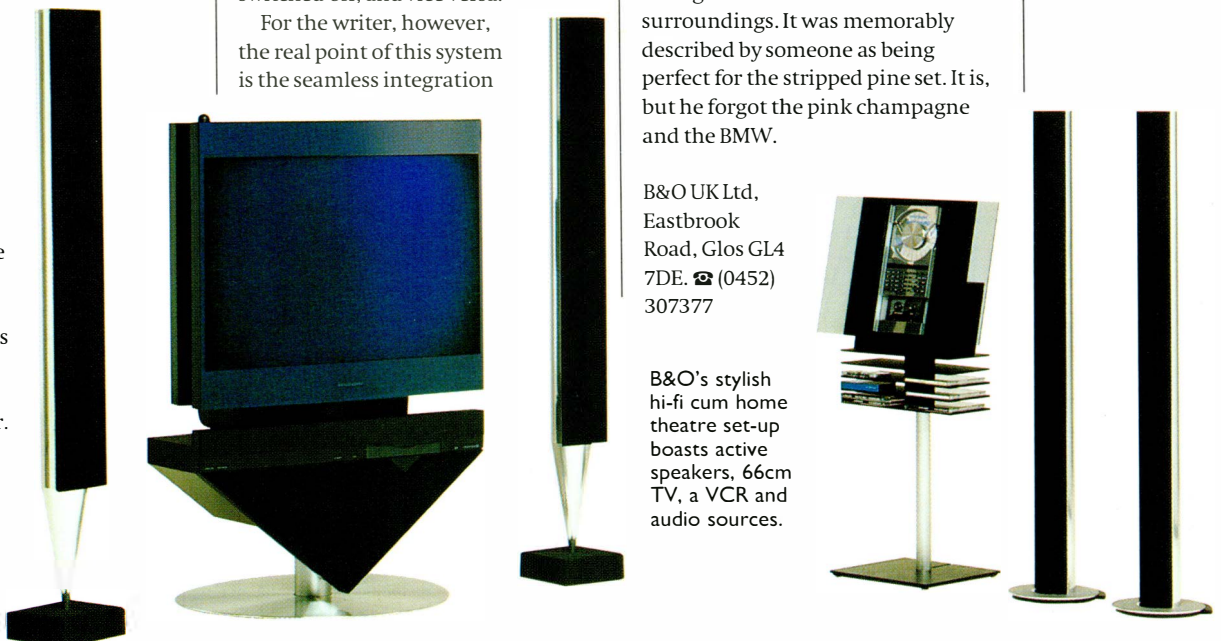 For the writer, however,
the real point of this system
is the seamless integration
surroundings. It was memorably
described by someone as being
perfect for the stripped pine set. It is,
but he forgot the pink champagne
and the BMW.
B&O UK Ltd,
Eastbrook
Road, Glos GL4
7DE. ☎ (0452)
307377
B&O's stylish
hi-fi cum home
theatre set-up
boasts active
speakers, 66cm
TV, a VCR and
audio sources.